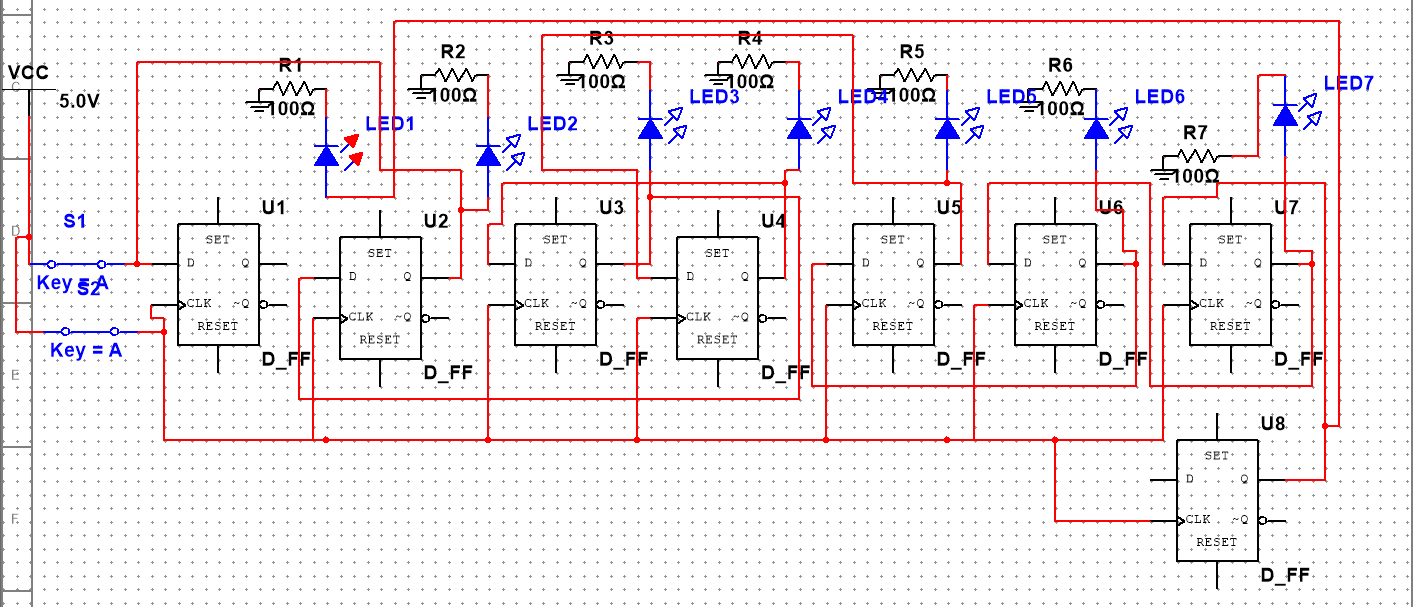 VCC
5.0V
C
D
E
F
R1
100Ω
R2
100Ω
R3
100Ω
R4
100Ω
R5
100Ω
R6
100Ω
R7
100Ω
LED1
LED2
LED3
LED4
LED5
LED6
LED7
S1
Key = A
S2
Key = A
U1
SET
D Q
CLK ~Q
RESET
D_FF
U2
SET
D Q
CLK ~Q
RESET
D_FF
U3
SET
D Q
CLK ~Q
RESET
D_FF
U4
SET
D Q
CLK ~Q
RESET
D_FF
U5
SET
D Q
CLK ~Q
RESET
D_FF
U6
SET
D Q
CLK ~Q
RESET
D_FF
U7
SET
D Q
CLK ~Q
RESET
D_FF
U8
SET
D Q
CLK ~Q
RESET
D_FF